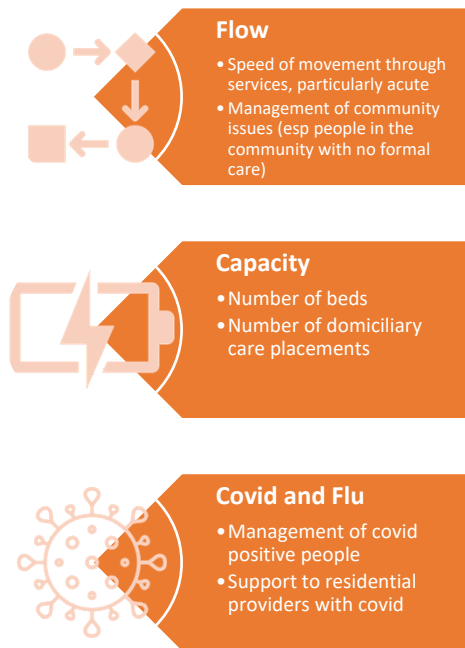 Flow
• Speed of movement through
services, particularly acute
• Management of community
issues (esp people in the
community with no formal
care)
Capacity
• Number of beds
• Number of domiciliary
care placements
Covid and Flu
• Management of covid
positive people
• Support to residential
providers with covid